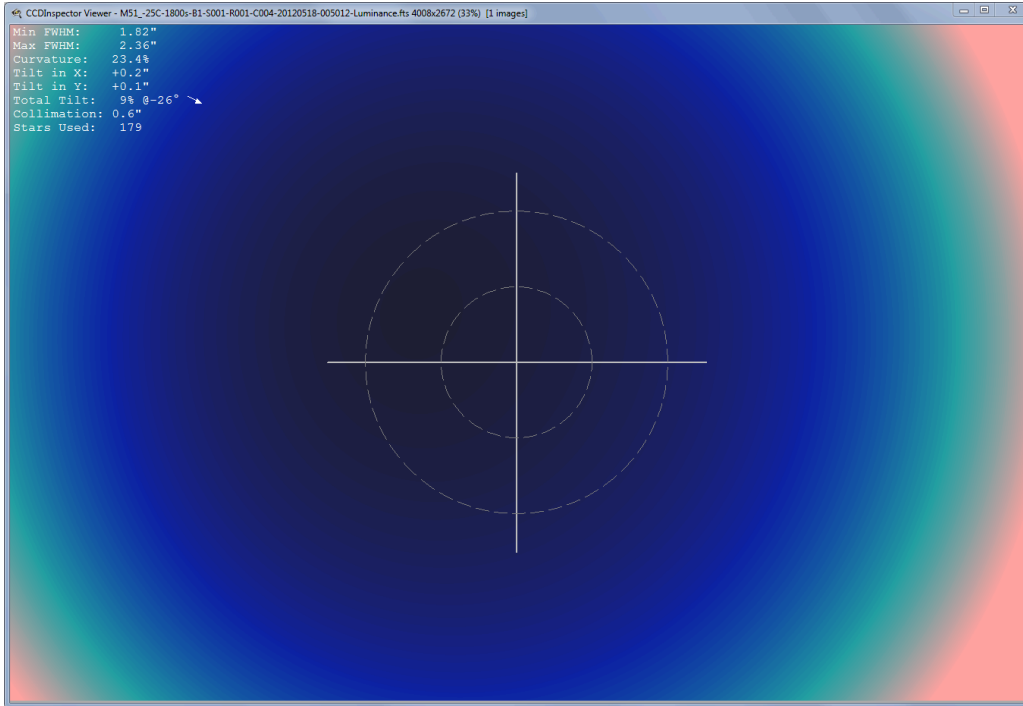 CCDInspector Viewer - M51_-25C-1800s-B1-S001-R001-C004-20120518-005012-Luminance.fts 4008x2672 (33%) [1 images]
Min FWHM: 1.82"
Max FWHM: 2.36"
Curvature: 23.4%
Tilt in X: +0.2"
Tilt in Y: +0.1"
Total Tilt: 9% @-26°
Collimation: 0.6"
Stars Used: 179